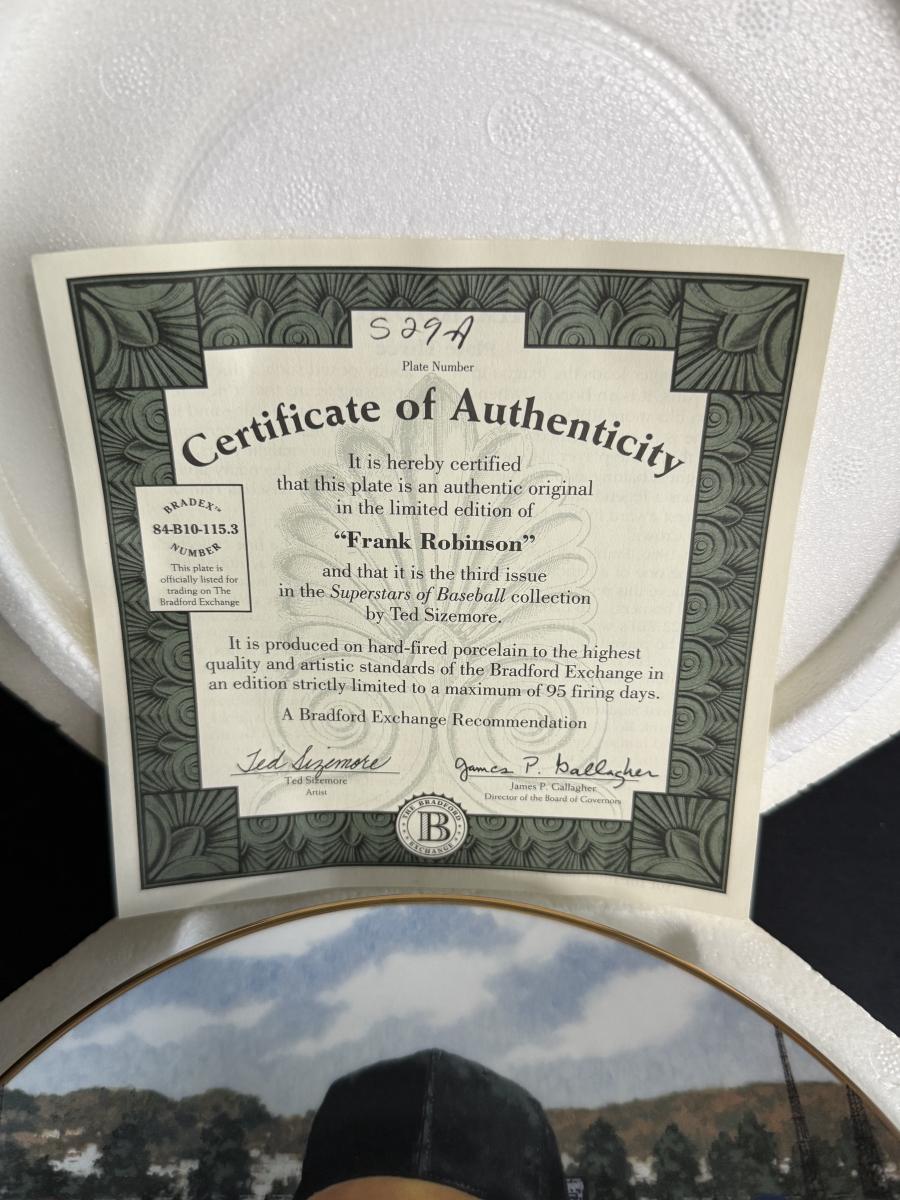 S29A
Plate Number
Certificate of Authenticity
It is hereby certified
that this plate is an authentic original
in the limited edition of
“Frank Robinson”
and that it is the third issue
in the Superstars of Baseball collection
by Ted Sizemore.
BRADEX™
84-B10-115.3
NUMBER
This plate is
officially listed for
trading on The
Bradford Exchange
It is produced on hard-fired porcelain to the highest
quality and artistic standards of the Bradford Exchange in
an edition strictly limited to a maximum of 95 firing days.
A Bradford Exchange Recommendation
Ted Sizemore
Ted Sizemore
Artist
James P. Gallagher
James P. Gallagher
Director of the Board of Governors
THE BRADFORD
B
EXCHANGE